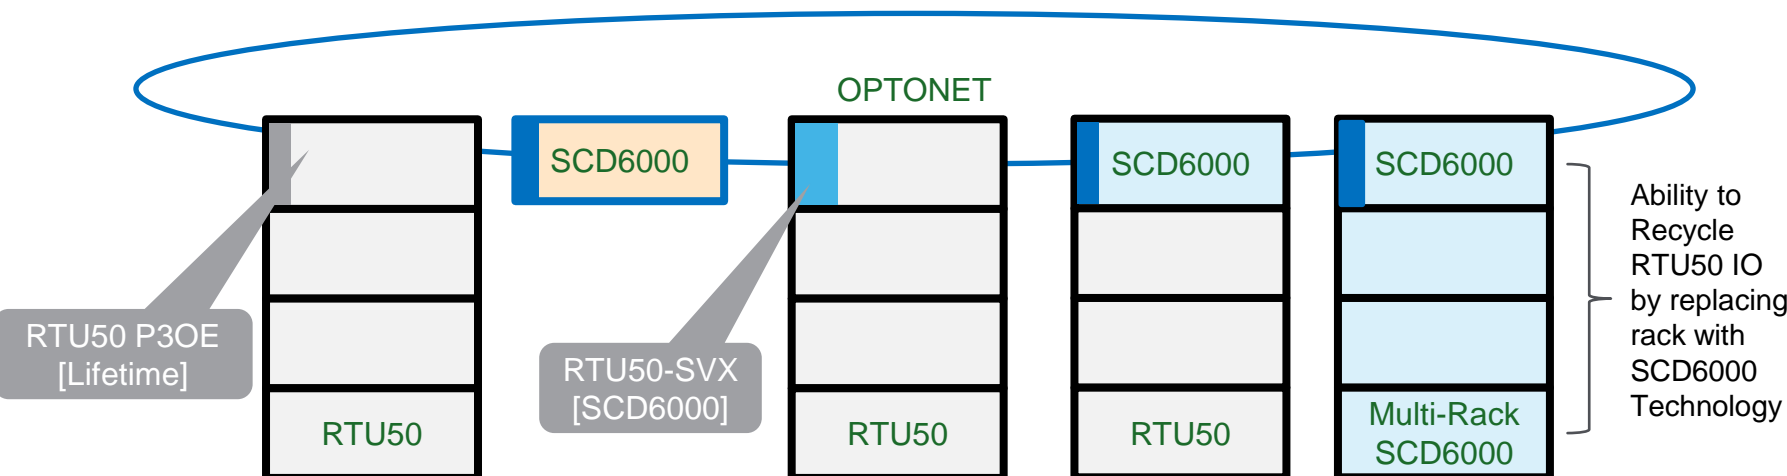 OPTONET
SCD6000
SCD6000
SCD6000
RTU50 P3OE
[Lifetime]
RTU50-SVX
[SCD6000]
RTU50
RTU50
RTU50
Multi-Rack
SCD6000
Ability to
Recycle
RTU50 IO
by replacing
rack with
SCD6000
Technology